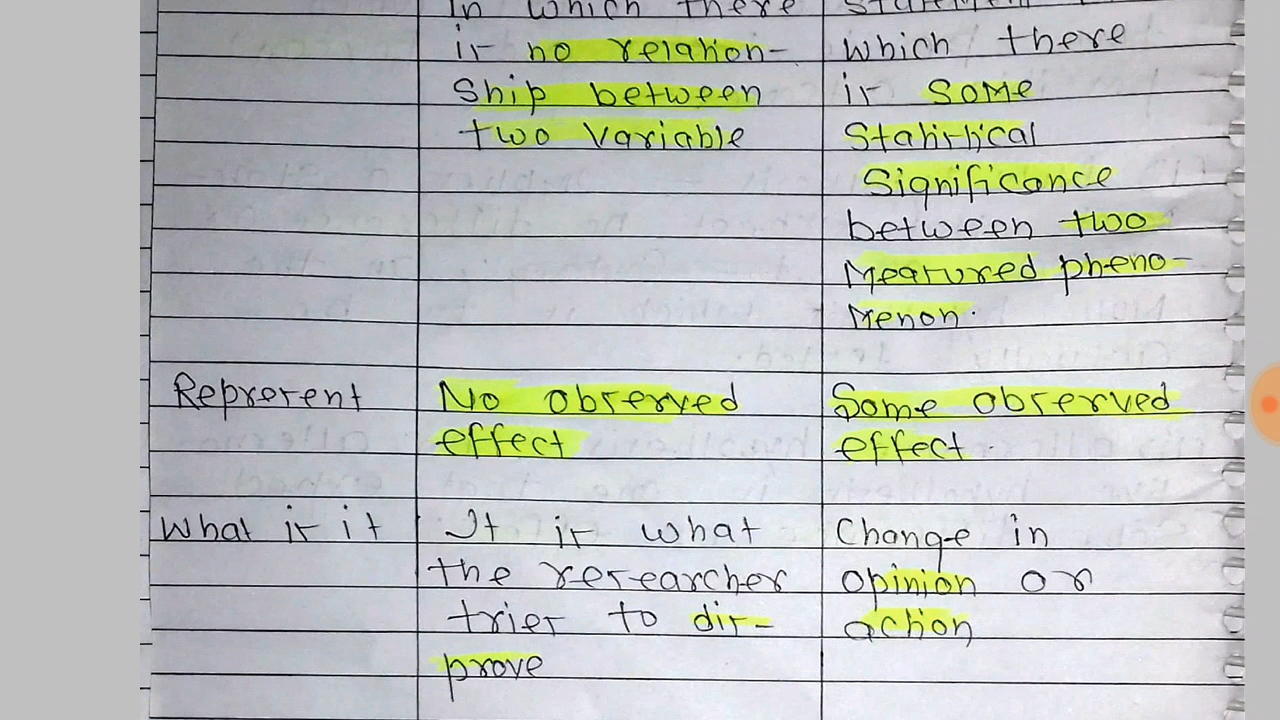 in which there
is no relation-
ship between
two variable
statement
which there
is some
statistical
significance
between two
measured pheno-
menon.
Represent
No observed
effect
Some observed
effect.
What is it
It is what
the researcher
tries to dis-
prove
Change in
opinion or
action